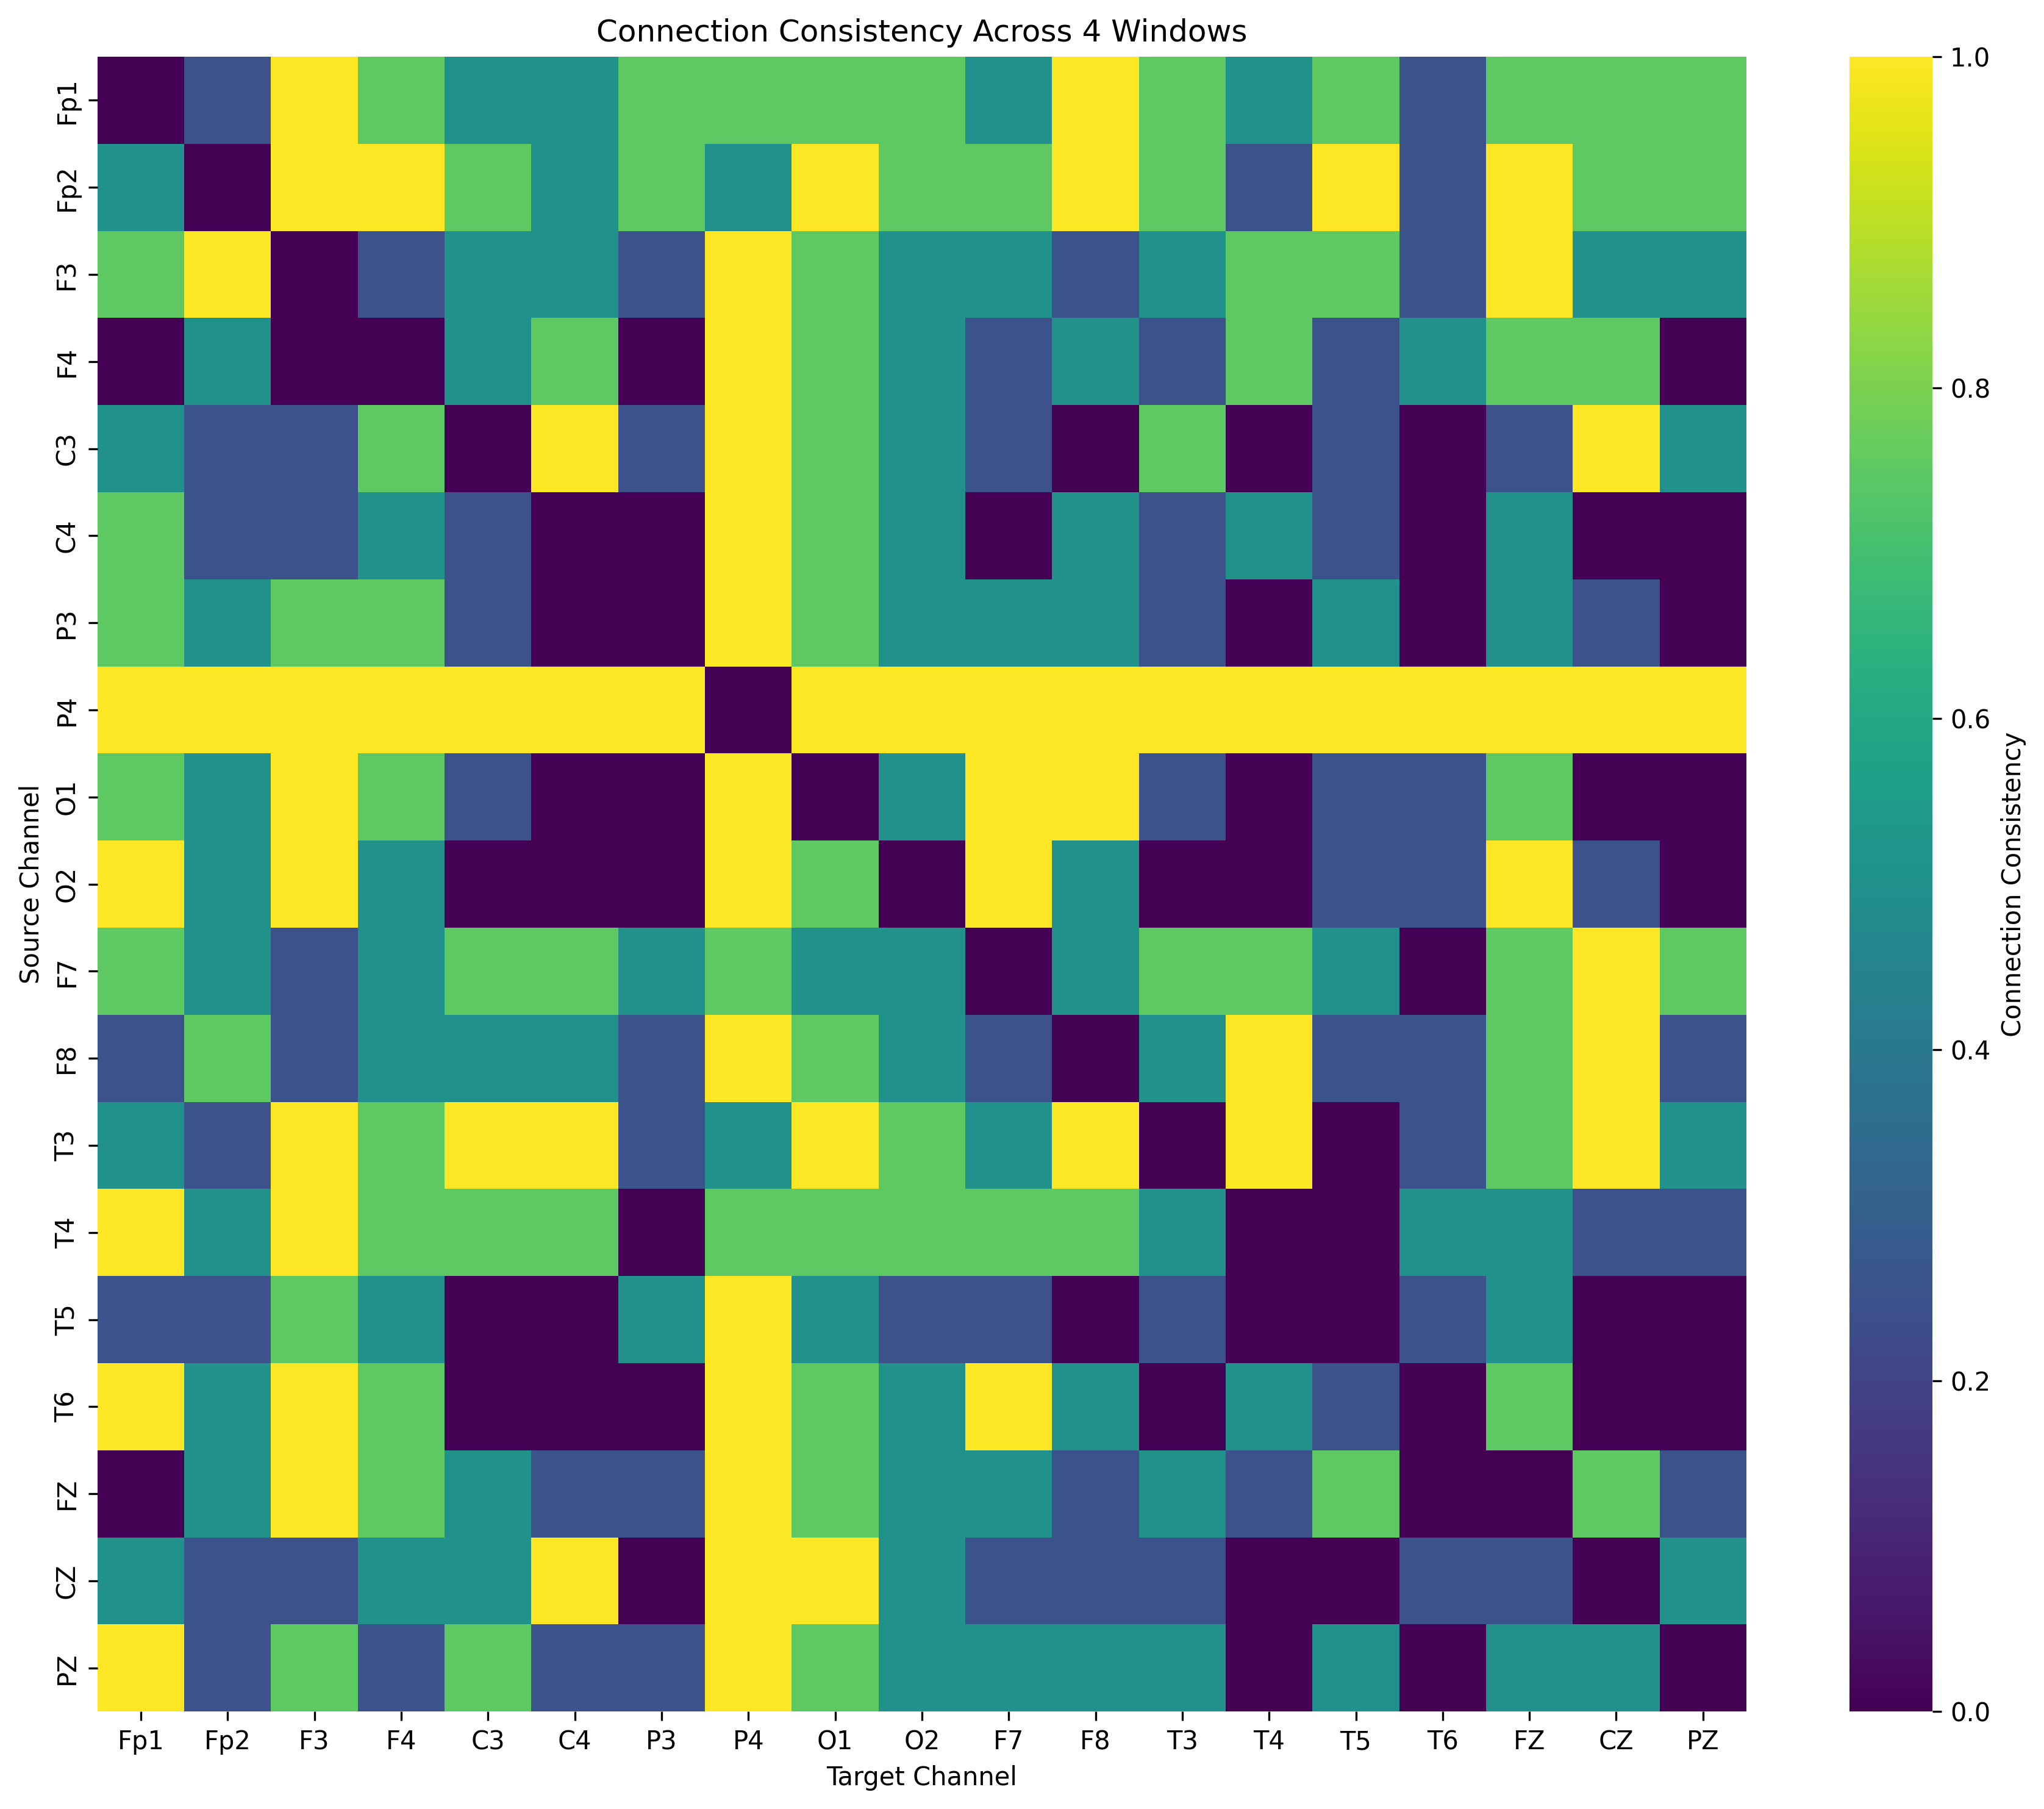 Connection Consistency Across 4 Windows
Source Channel
Fp1
Fp2
F3
F4
C3
C4
P3
P4
O1
O2
F7
F8
T3
T4
T5
T6
FZ
CZ
PZ
Fp1 Fp2 F3 F4 C3 C4 P3 P4 O1 O2 F7 F8 T3 T4 T5 T6 FZ CZ PZ
Target Channel
1.0
0.8
0.6
0.4
0.2
0.0
Connection Consistency